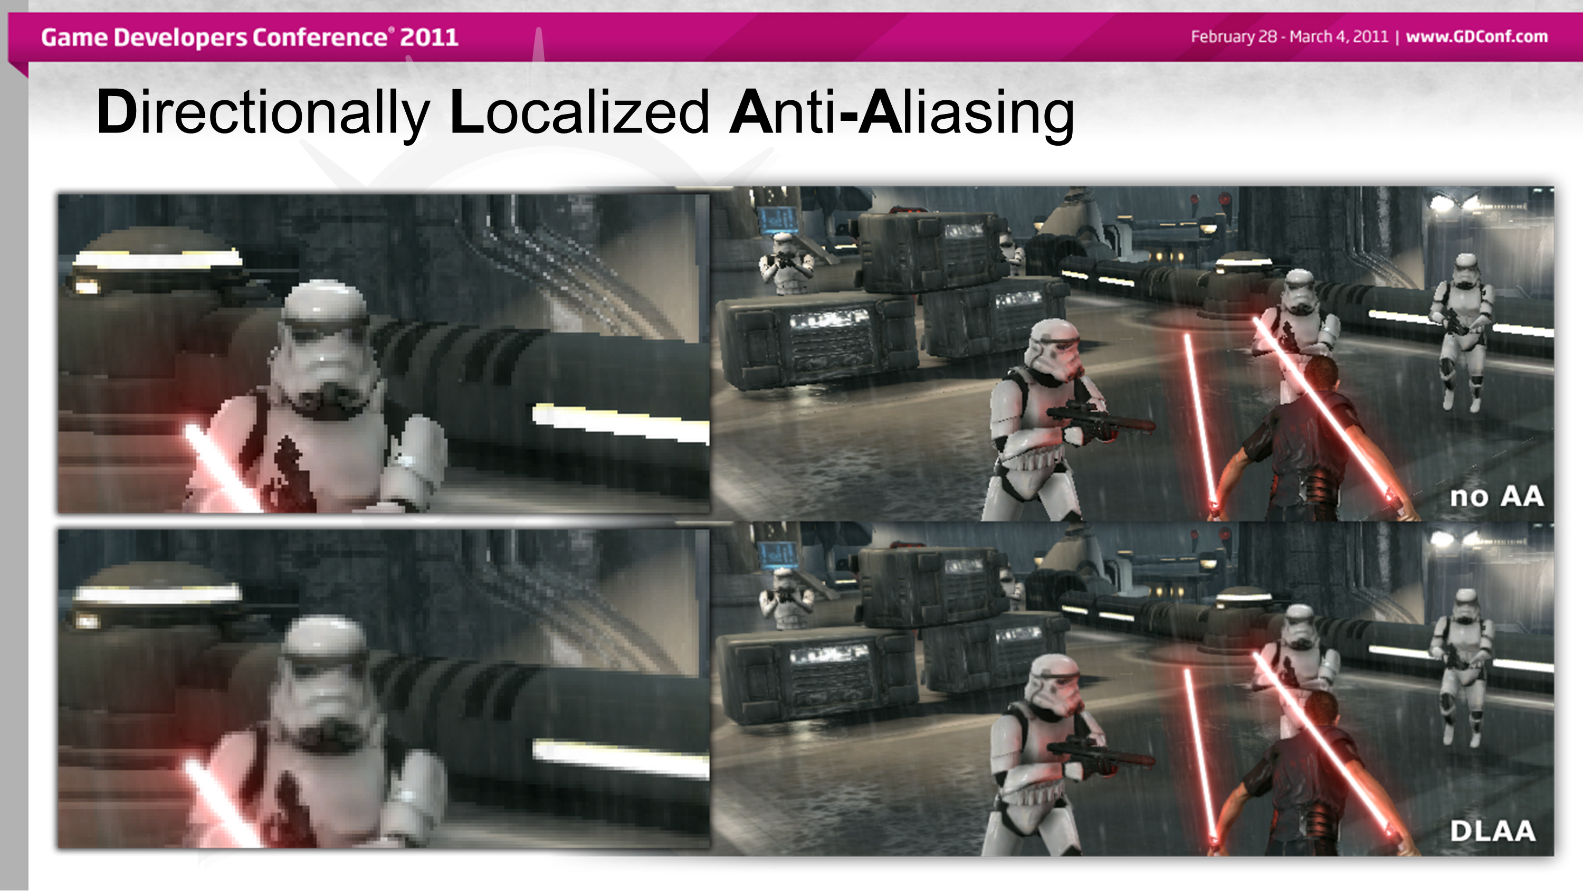 Game Developers Conference® 2011
February 28 - March 4, 2011 | www.GDConf.com
Directionally Localized Anti-Aliasing
no AA
DLAA